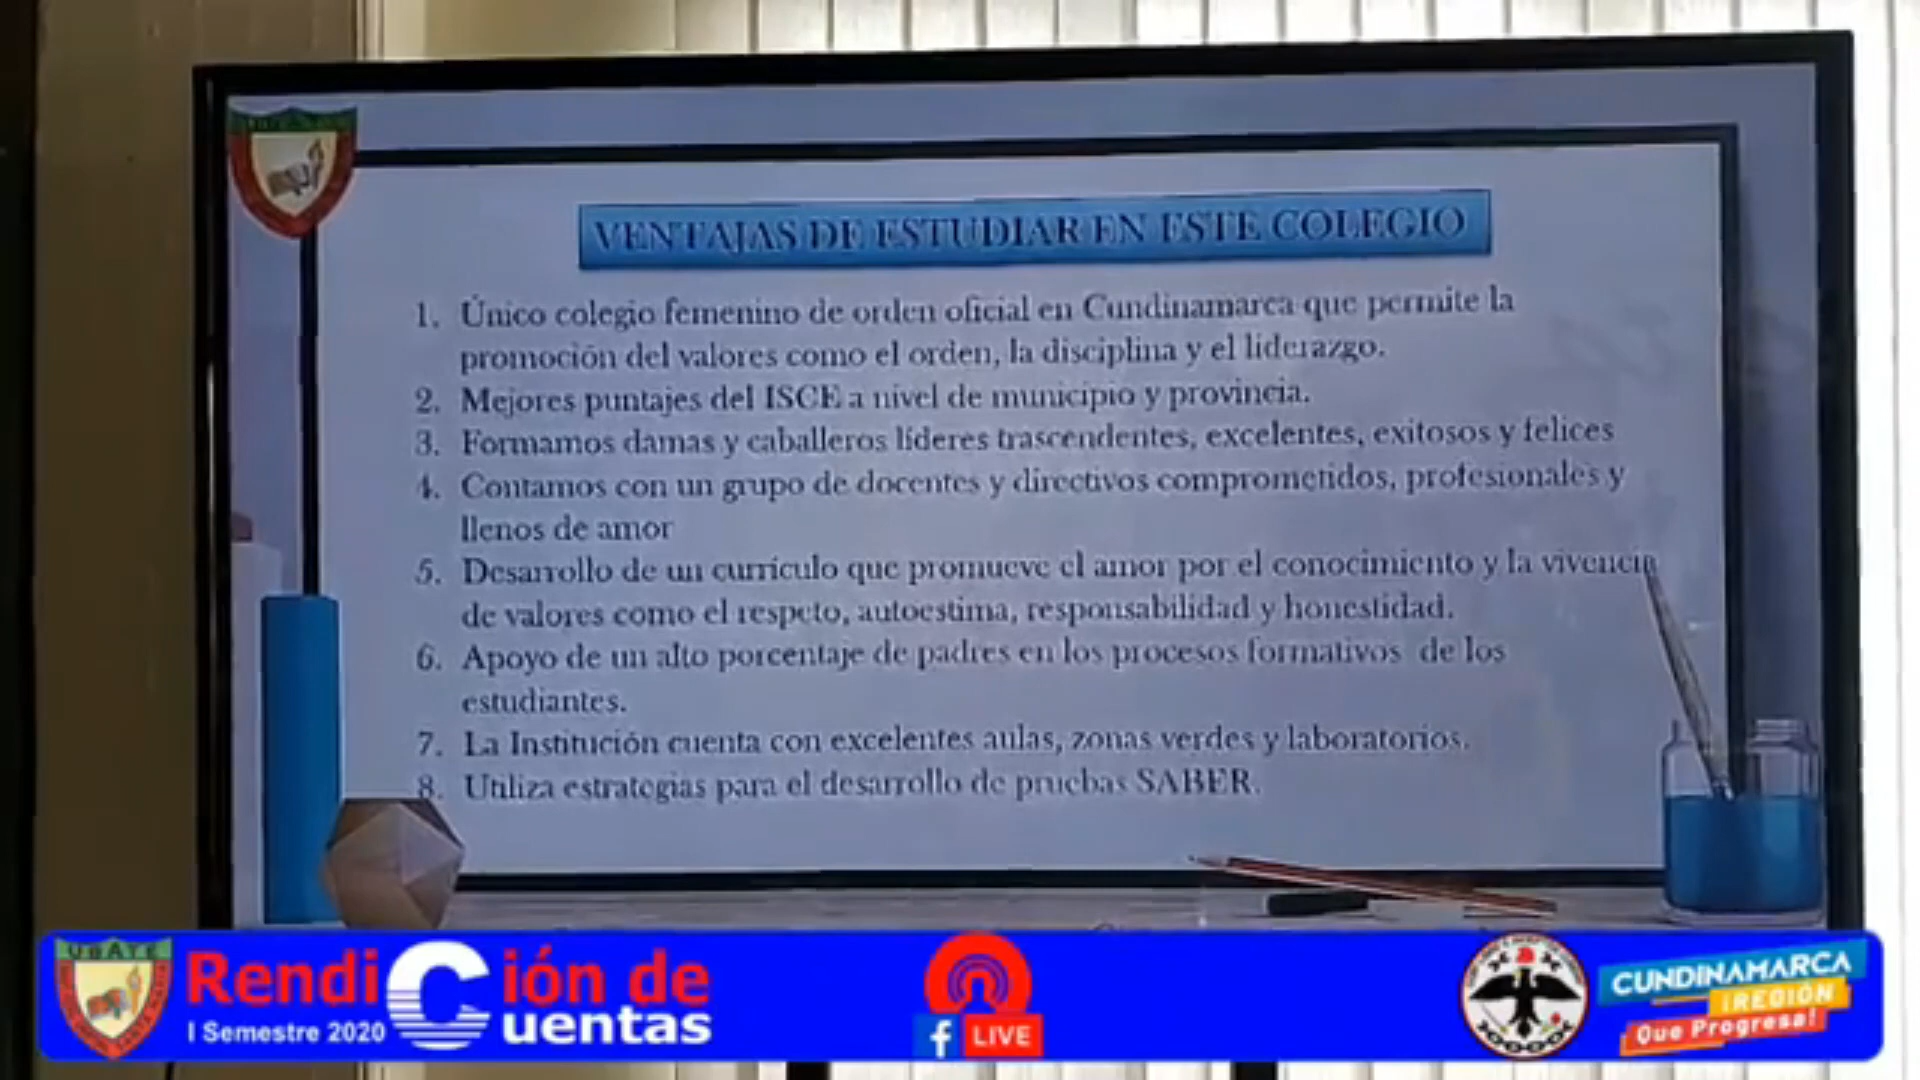 VENTAJAS DE ESTUDIAR EN ESTE COLEGIO
1. Único colegio femenino de orden oficial en Cundinamarca que permite la
promoción del valores como el orden, la disciplina y el liderazgo.
2. Mejores puntajes del ISCE a nivel de municipio y provincia.
3. Formamos damas y caballeros líderes trascendentes, excelentes, exitosos y felices
4. Contamos con un grupo de docentes y directivos comprometidos, profesionales y
llenos de amor
5. Desarrollo de un currículo que promueve el amor por el conocimiento y la vivencia
de valores como el respeto, autoestima, responsabilidad y honestidad.
6. Apoyo de un alto porcentaje de padres en los procesos formativos de los
estudiantes.
7. La Institución cuenta con excelentes aulas, zonas verdes y laboratorios.
8. Utiliza estrategias para el desarrollo de pruebas SABER.
UBATE
Rendición de
Cuentas
I Semestre 2020
f LIVE
CUNDINAMARCA
¡REGIÓN
Que Progresa!